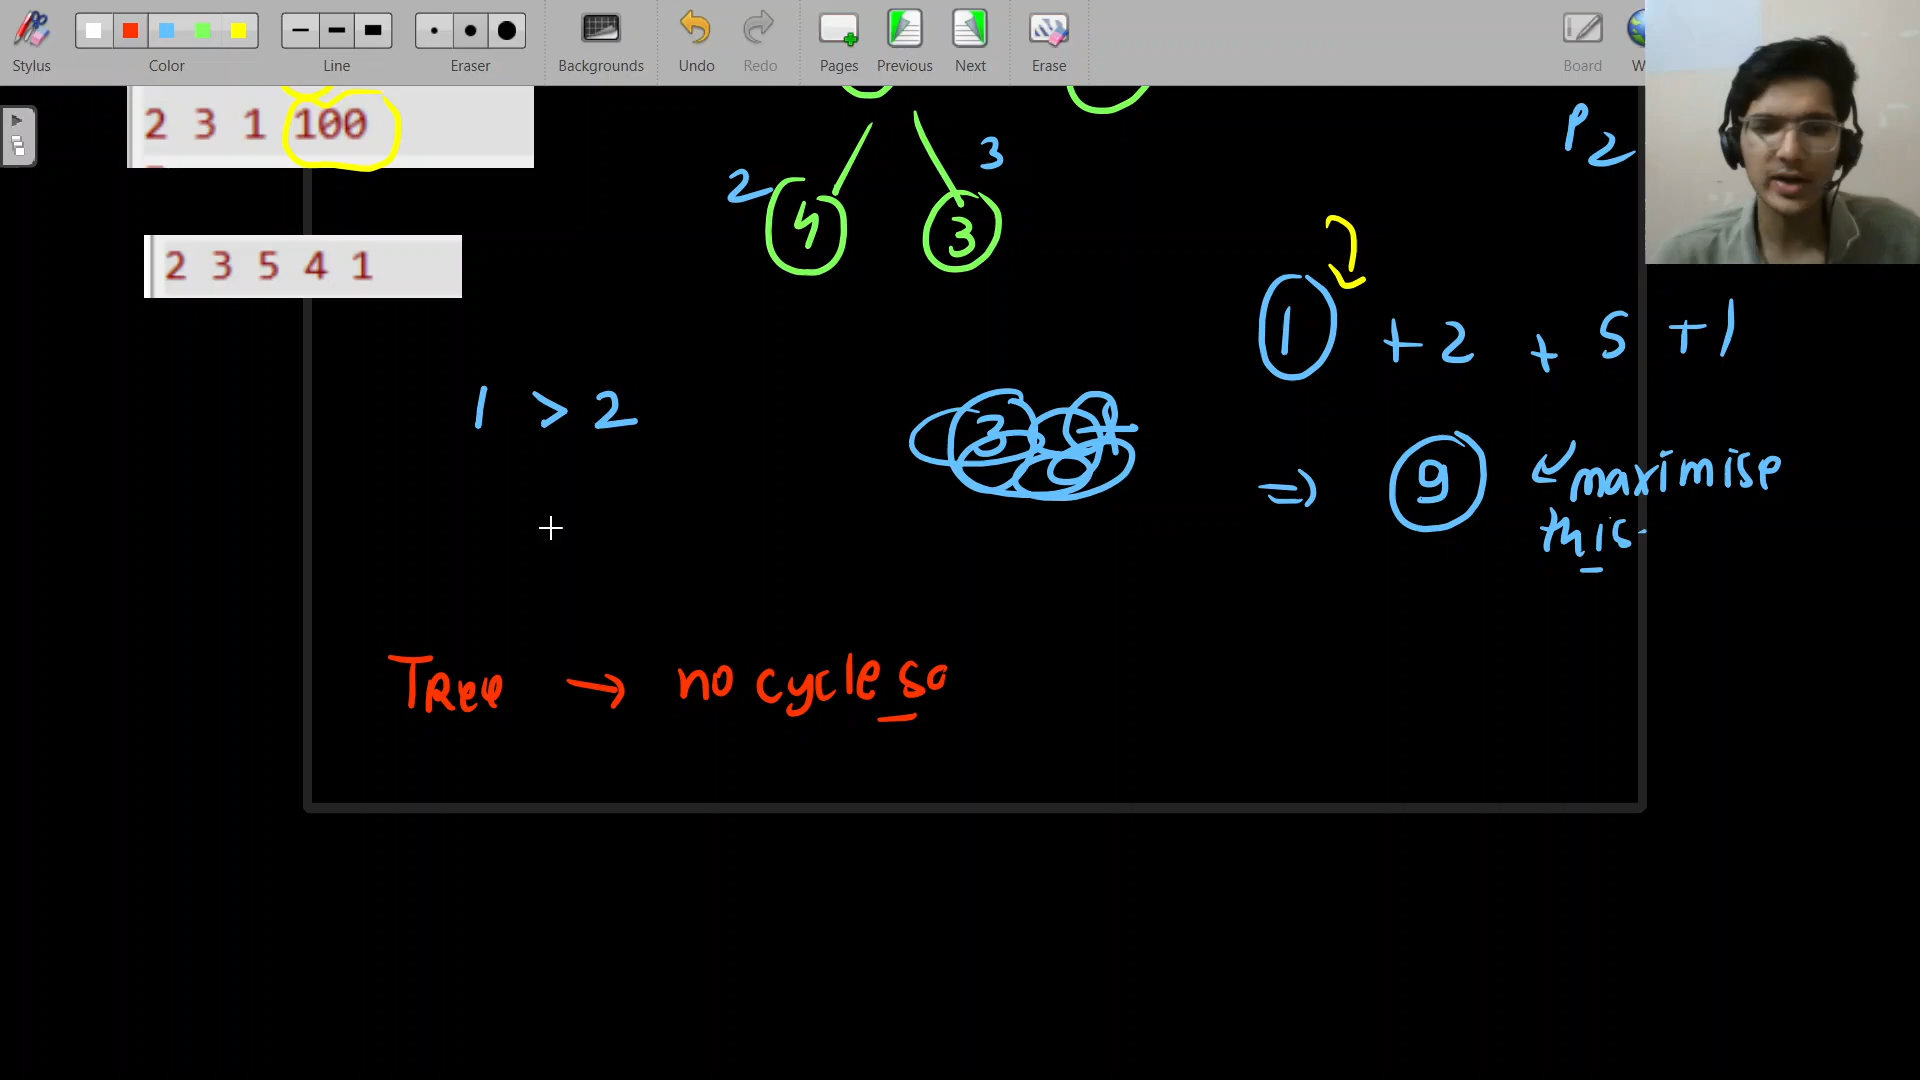 Stylus
Color
Line
Eraser
Backgrounds
Undo
Redo
Pages
Previous
Next
Erase
Board
W
2 3 1 100
P2
3
2
4
3
2 3 5 4 1
1 + 2 + 5 + 1
1 > 2
3
=> 9 maximise
this
Tree → no cycle so